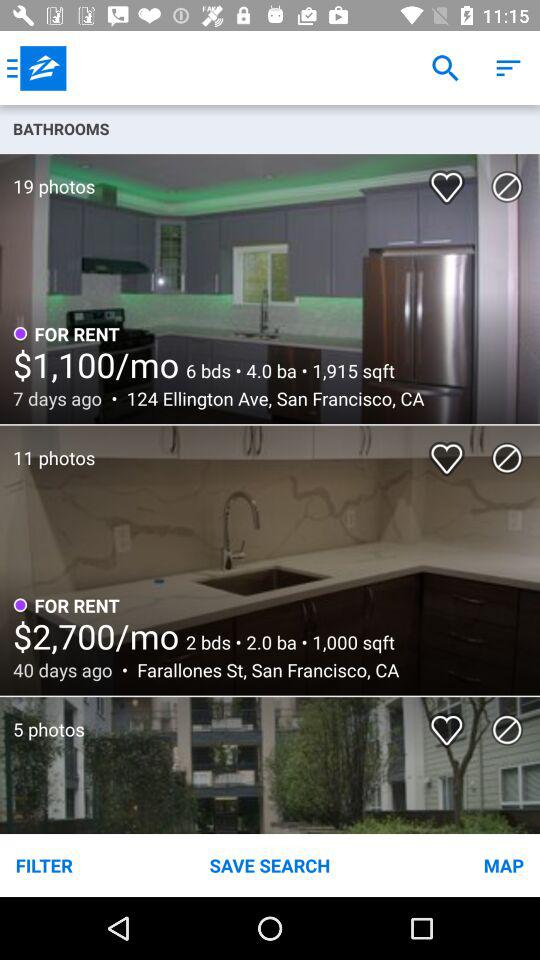 11:15
BATHROOMS
19 photos
FOR RENT
$1,100/mo 6 bds • 4.0 ba • 1,915 sqft
7 days ago • 124 Ellington Ave, San Francisco, CA
11 photos
FOR RENT
$2,700/mo 2 bds • 2.0 ba • 1,000 sqft
40 days ago • Farallones St, San Francisco, CA
5 photos
FILTER SAVE SEARCH MAP